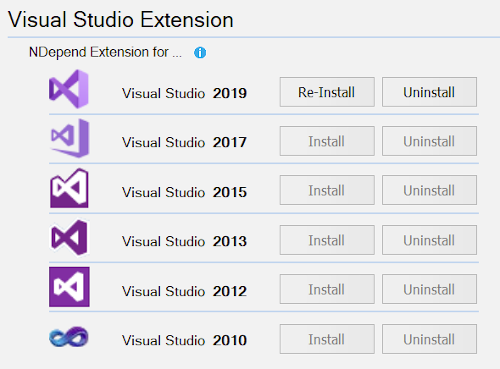 Visual Studio Extension
NDepend Extension for ...
Visual Studio 2019 Re-Install Uninstall
Visual Studio 2017 Install Uninstall
Visual Studio 2015 Install Uninstall
Visual Studio 2013 Install Uninstall
Visual Studio 2012 Install Uninstall
Visual Studio 2010 Install Uninstall